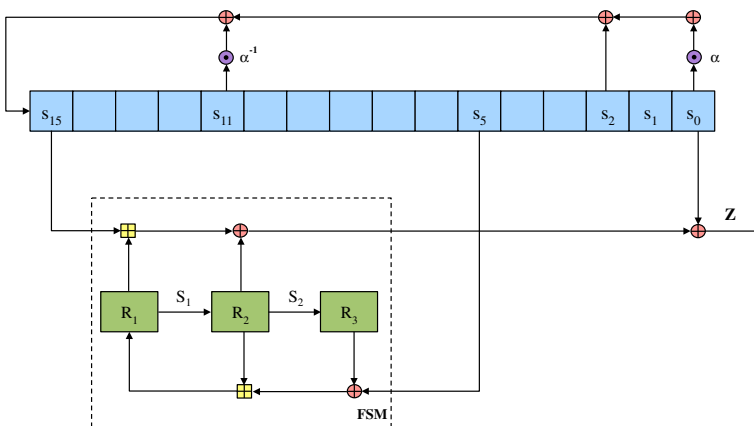 α⁻¹
α
s₁₅ s₁₁ s₅ s₂ s₁ s₀
Z
S₁ S₂
R₁ R₂ R₃
FSM